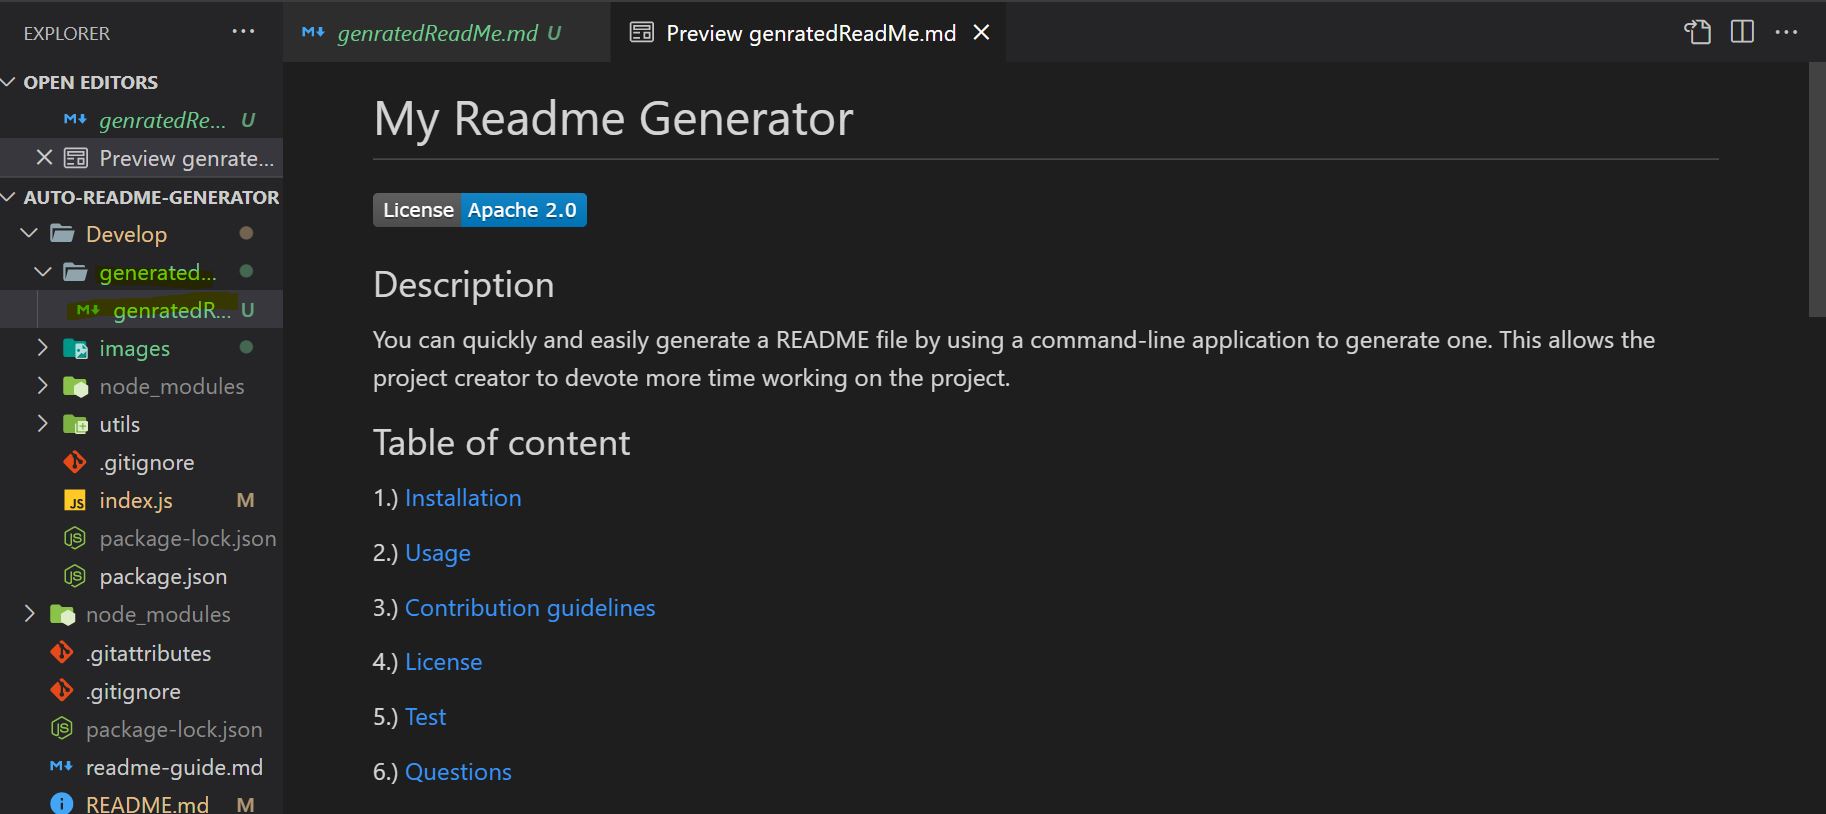 EXPLORER
OPEN EDITORS
genratedRe... U
Preview genrate...
AUTO-README-GENERATOR
Develop
generated...
genratedR... U
images
node_modules
utils
.gitignore
index.js M
package-lock.json
package.json
node_modules
.gitattributes
.gitignore
package-lock.json
readme-guide.md
README.md M
genratedReadMe.md U
Preview genratedReadMe.md
My Readme Generator
License Apache 2.0
Description
You can quickly and easily generate a README file by using a command-line application to generate one. This allows the
project creator to devote more time working on the project.
Table of content
1.) Installation
2.) Usage
3.) Contribution guidelines
4.) License
5.) Test
6.) Questions